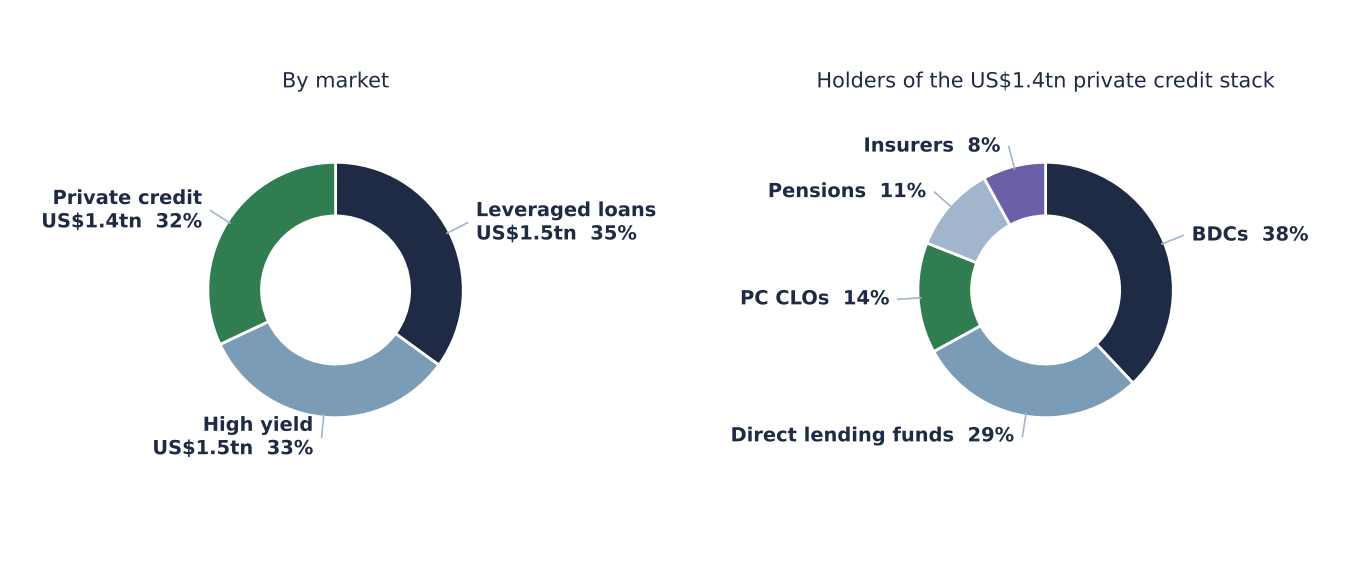 By market
Private credit
US$1.4tn 32%
Leveraged loans
US$1.5tn 35%
High yield
US$1.5tn 33%
Holders of the US$1.4tn private credit stack
Insurers 8%
Pensions 11%
BDCs 38%
PC CLOs 14%
Direct lending funds 29%